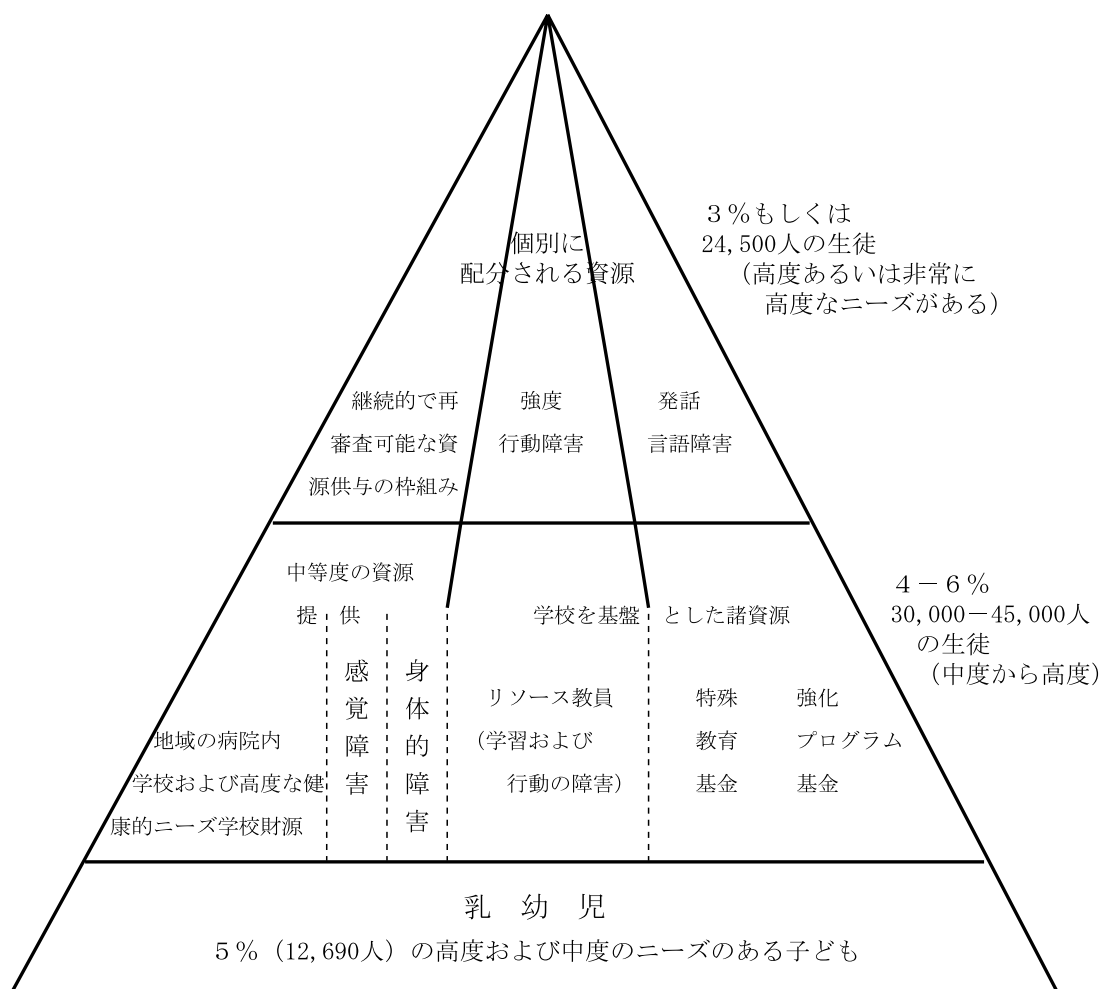 個別に
配分される資源
３％もしくは
24,500人の生徒
（高度あるいは非常に
高度なニーズがある）
継続的で再
審査可能な資
源供与の枠組み
強度
行動障害
発話
言語障害
中等度の資源
提　供
学校を基盤　とした諸資源
４－６％
30,000－45,000人
の生徒
（中度から高度）
地域の病院内
学校および高度な健
康的ニーズ学校財源
感覚障害
身体的障害
リソース教員
（学習および
行動の障害）
特殊
教育
基金
強化
プログラム
基金
乳　幼　児
５％（12,690人）の高度および中度のニーズのある子ども